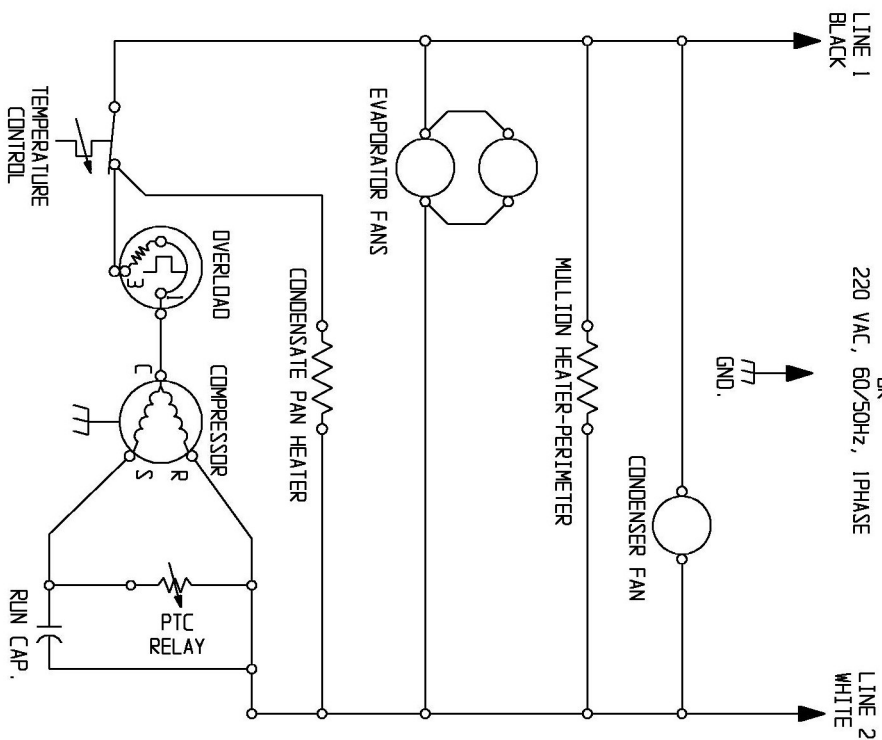 LINE 1
BLACK
LINE 2
WHITE
220 VAC, 60/50Hz, 1PHASE
GND.
CONDENSER FAN
MULLION HEATER-PERIMETER
EVAPORATOR FANS
CONDENSATE PAN HEATER
OVERLOAD
3
1
COMPRESSOR
C
R
S
TEMPERATURE
CONTROL
PTC
RELAY
RUN CAP.